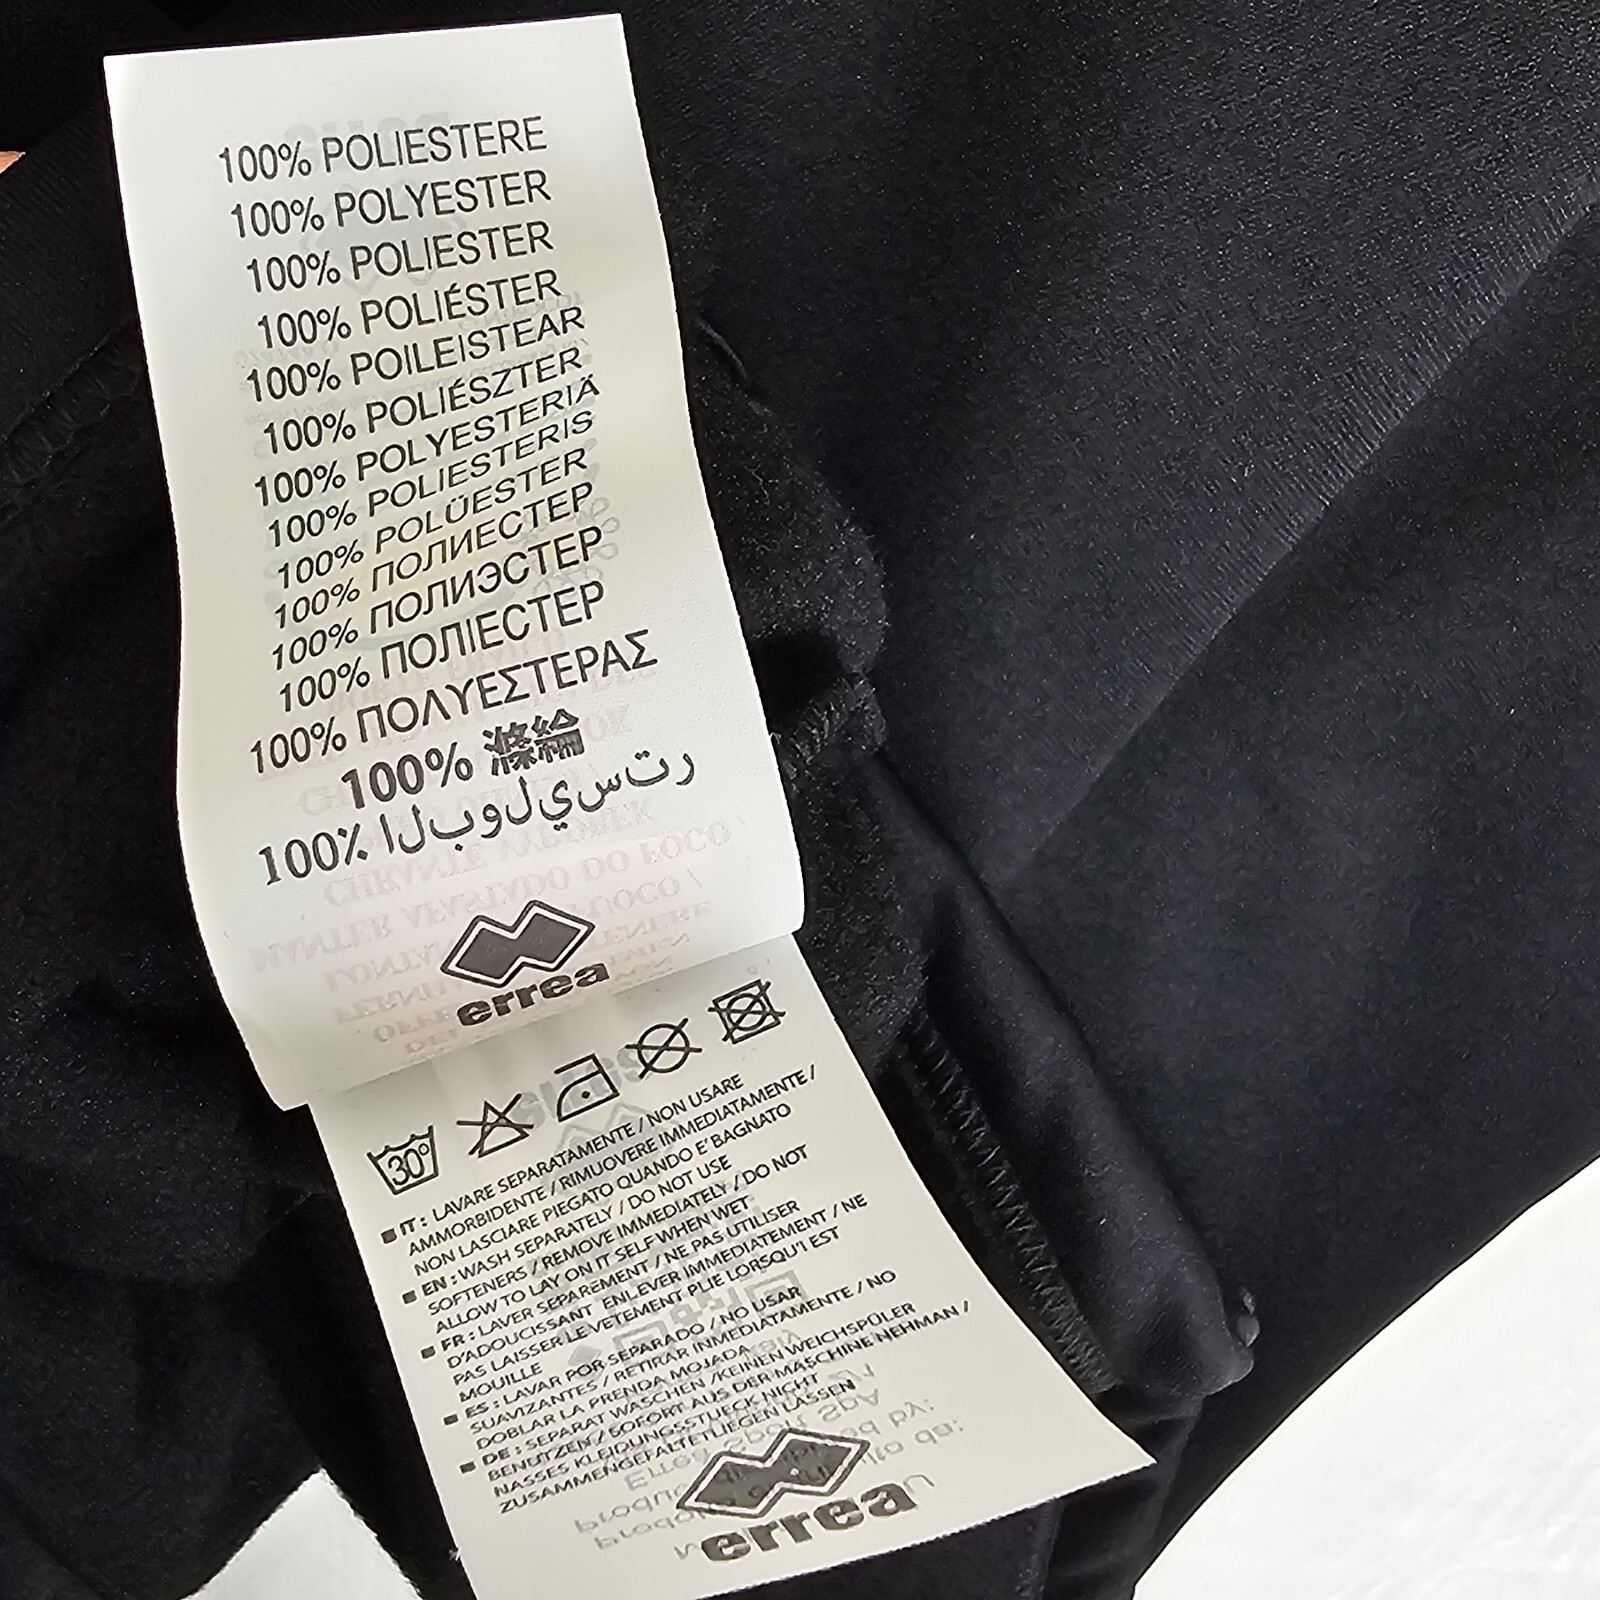 100% POLIESTERE
100% POLYESTER
100% POLIESTER
100% POLIÉSTER
100% POILEISTEAR
100% POLIÉSZTER
100% POLYESTERIÄ
100% POLIESTERIS
100% POLÜESTER
100% ПОЛИЕСТЕР
100% ПОЛИЭСТЕР
100% ПОЛІЕСТЕР
100% ΠΟΛΥΕΣΤΕΡΑΣ
100% 滌綸
100٪ البوليستر
errea
30°
IT : LAVARE SEPARATAMENTE / NON USARE
AMMORBIDENTE / RIMUOVERE IMMEDIATAMENTE /
NON LASCIARE PIEGATO QUANDO E' BAGNATO
EN : WASH SEPARATELY / DO NOT USE
SOFTENERS / REMOVE IMMEDIATELY / DO NOT
ALLOW TO LAY ON IT SELF WHEN WET
FR : LAVER SEPAREMENT / NE PAS UTILISER
D'ADOUCISSANT ENLEVER IMMEDIATEMENT / NE
PAS LAISSER LE VETEMENT PLIE LORSQU'I EST
MOUILLE
ES : LAVAR POR SEPARADO / NO USAR
SUAVIZANTES / RETIRAR INMEDIATAMENTE / NO
DOBLAR LA PRENDA MOJADA
DE : SEPARAT WASCHEN /KEINEN WEICHSPÜLER
BENUTZEN / SOFORT AUS DER MASCHINE NEHMAN /
NASSES KLEIDUNGSSTUECK NICHT
ZUSAMMENGEFALTETLIEGEN LASSEN
errea